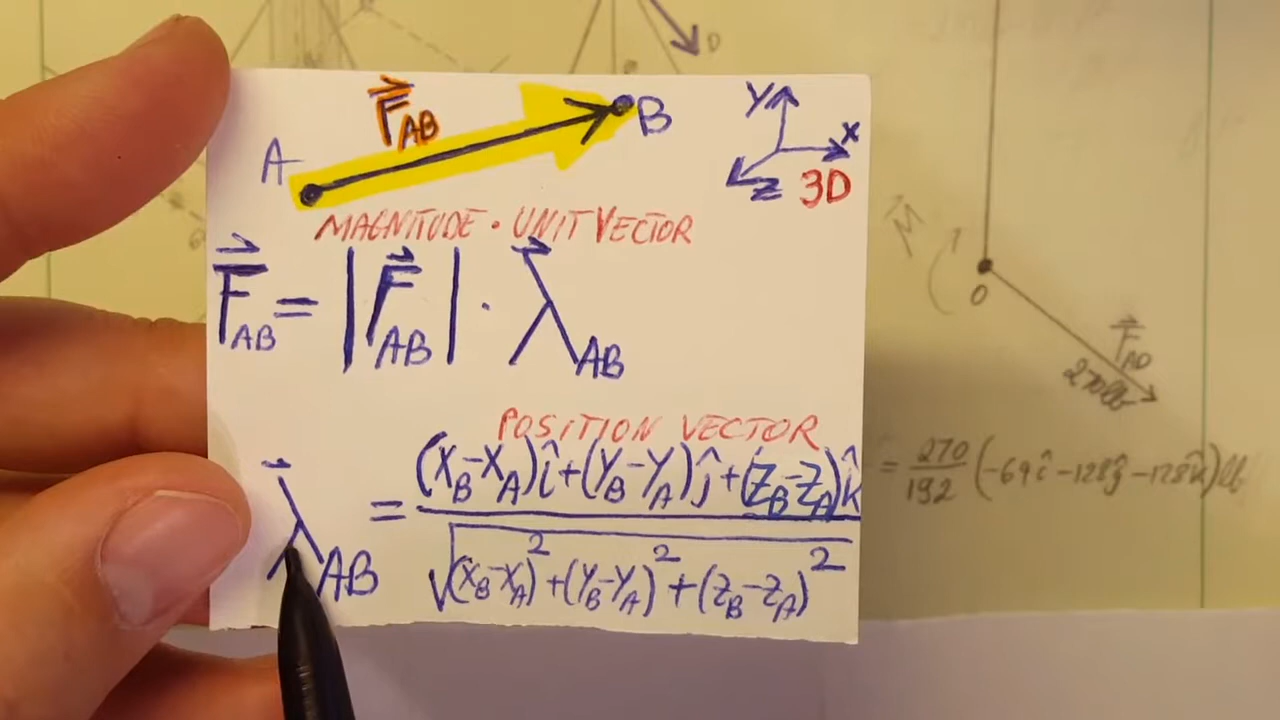 F⃗AB
A
B
Y
X
Z
3D
MAGNITUDE · UNIT VECTOR
F⃗AB = |F⃗AB| · λ⃗AB
POSITION VECTOR
λ⃗AB = (XB-XA)î+(YB-YA)ĵ+(ZB-ZA)k̂
√(XB-XA)²+(YB-YA)²+(ZB-ZA)²
D
M⃗
O
F⃗AD
270lb
= 270/192 (-64î-128ĵ-128k̂)lb